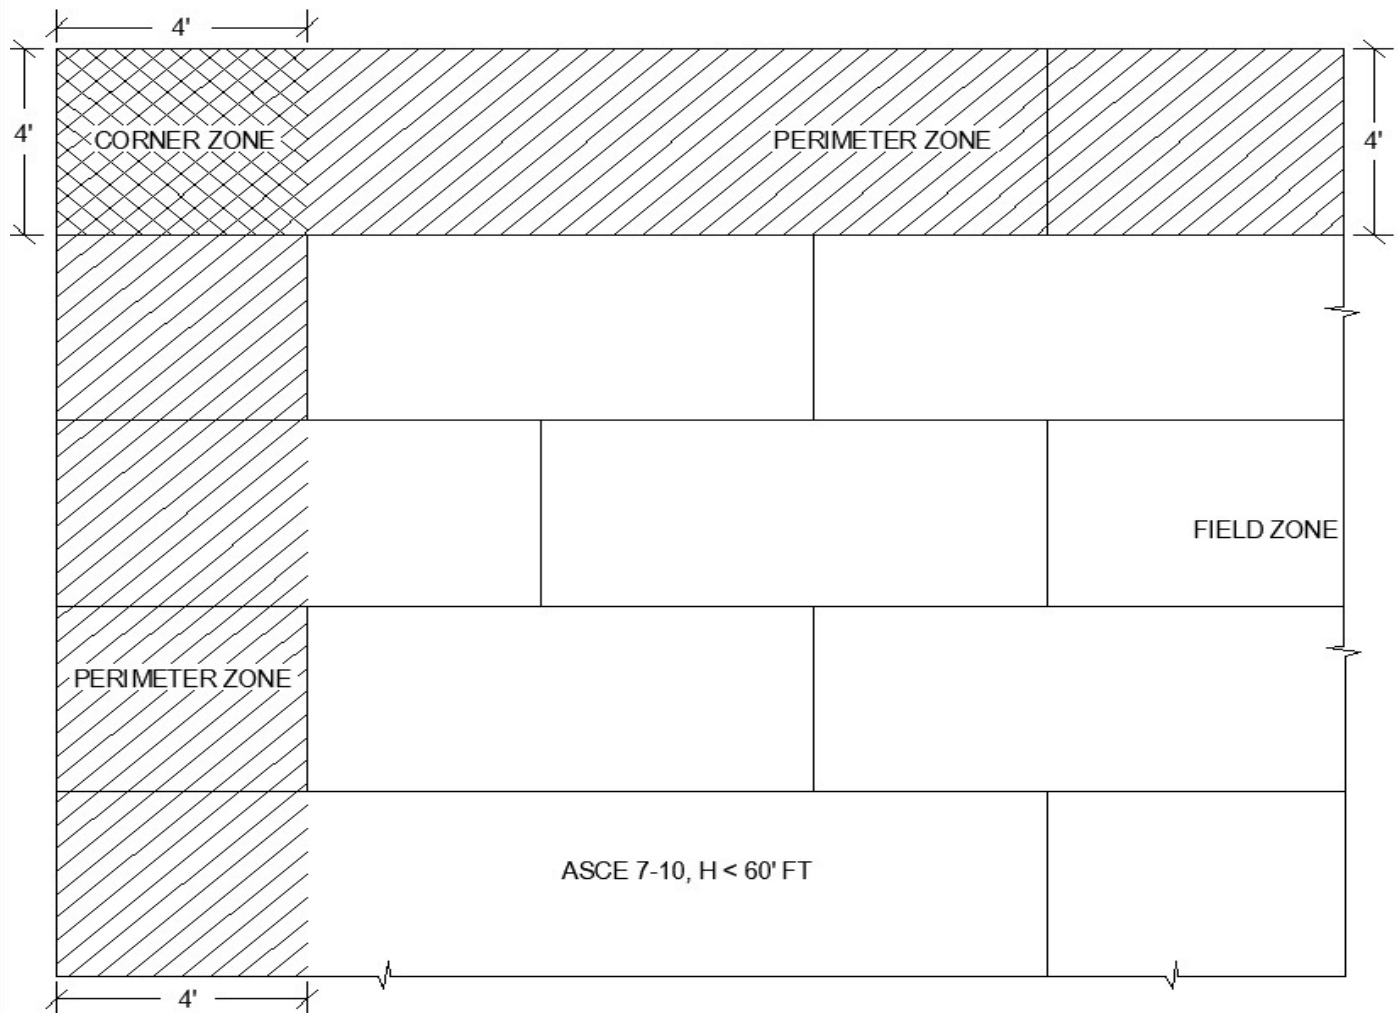 4'
4'
CORNER ZONE
PERIMETER ZONE
4'
FIELD ZONE
PERIMETER ZONE
ASCE 7-10, H < 60' FT
4'